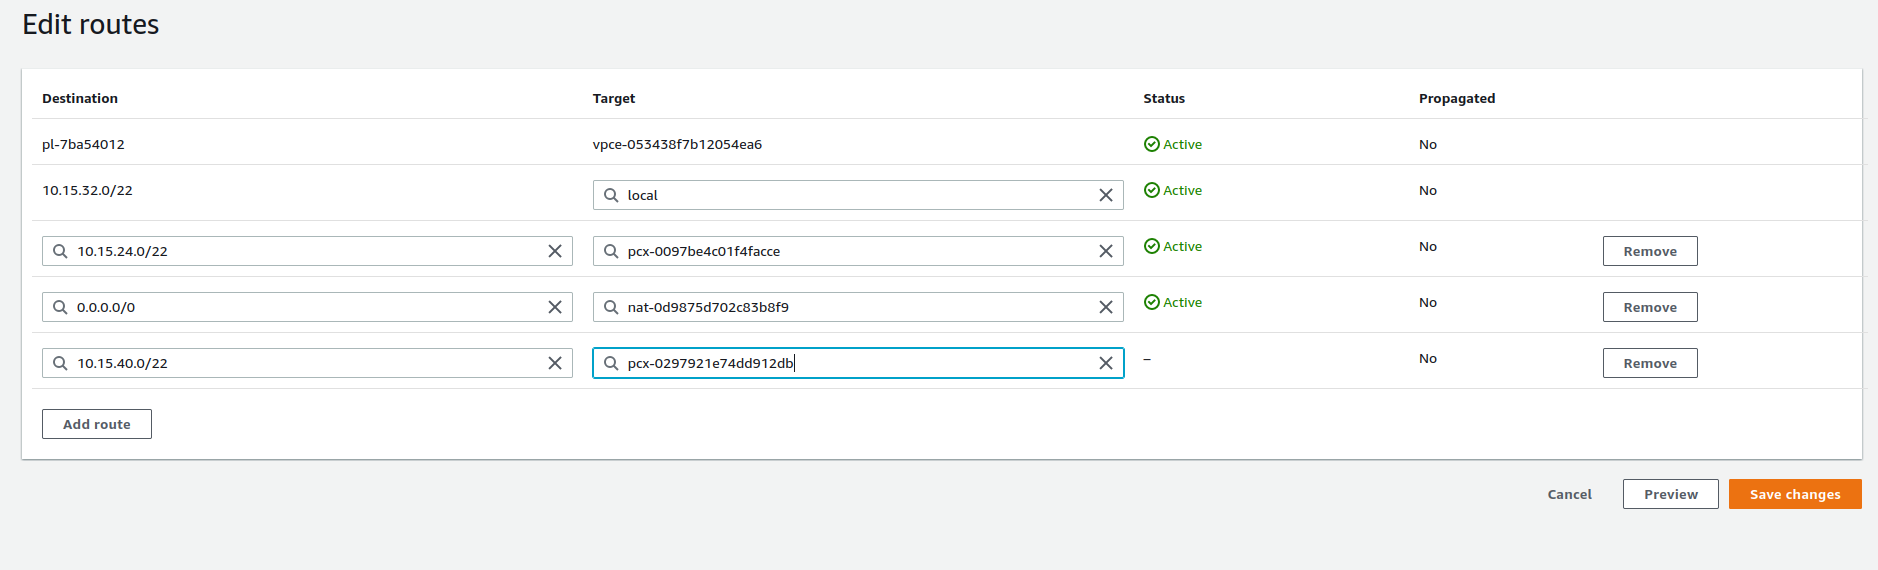 Edit routes
Destination Target Status Propagated
pl-7ba54012 vpce-053438f7b12054ea6 Active No
10.15.32.0/22 local Active No
10.15.24.0/22 pcx-0097be4c01f4facce Active No Remove
0.0.0.0/0 nat-0d9875d702c83b8f9 Active No Remove
10.15.40.0/22 pcx-0297921e74dd912db – No Remove
Add route
Cancel Preview Save changes